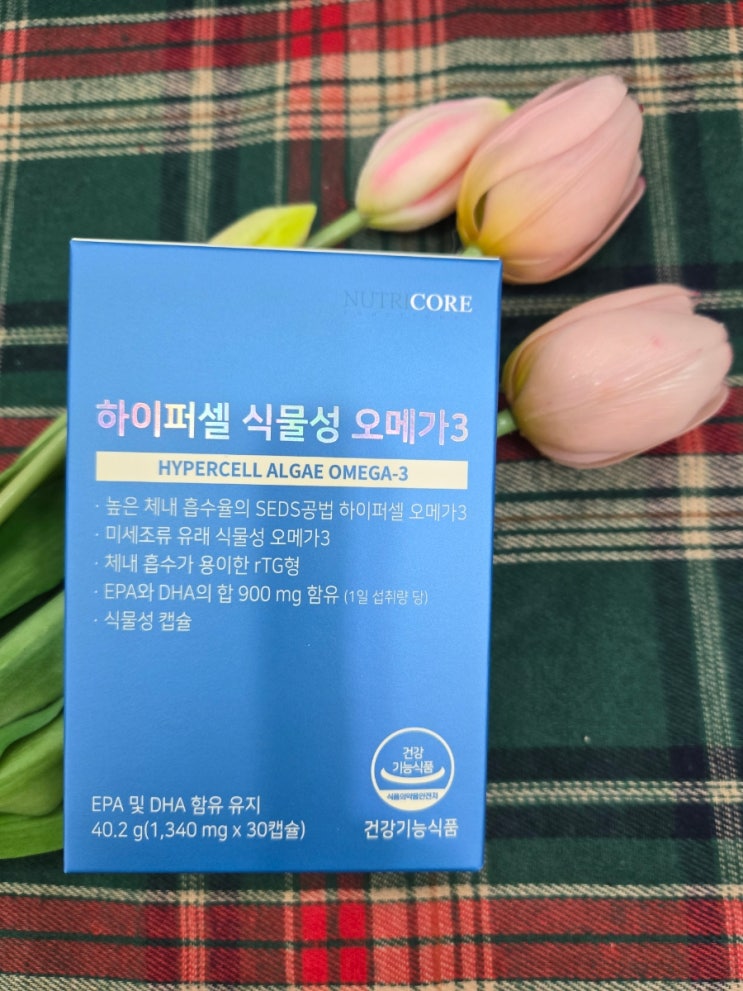 NUTRICORE
하이퍼셀 식물성 오메가3
HYPERCELL ALGAE OMEGA-3
· 높은 체내 흡수율의 SEDS공법 하이퍼셀 오메가3
· 미세조류 유래 식물성 오메가3
· 체내 흡수가 용이한 rTG형
· EPA와 DHA의 합 900 mg 함유 (1일 섭취량 당)
· 식물성 캡슐
건강
기능식품
식품의약품안전처
EPA 및 DHA 함유 유지
40.2 g(1,340 mg x 30캡슐)
건강기능식품